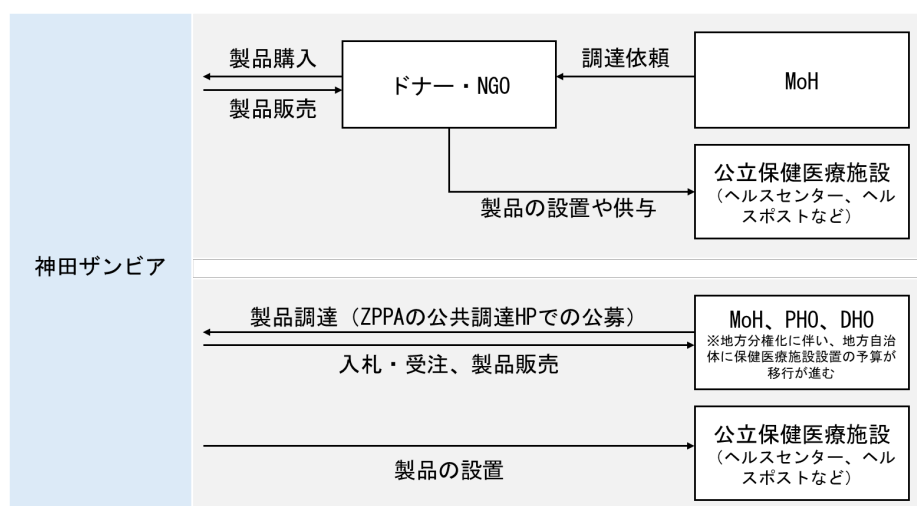 神田ザンビア
製品購入
製品販売
ドナー・NGO
調達依頼
MoH
公立保健医療施設
（ヘルスセンター、ヘル
スポストなど）
製品の設置や供与
製品調達（ZPPAの公共調達HPでの公募）
入札・受注、製品販売
MoH、PHO、DHO
※地方分権化に伴い、地方自治
体に保健医療施設設置の予算が
移行が進む
製品の設置
公立保健医療施設
（ヘルスセンター、ヘル
スポストなど）